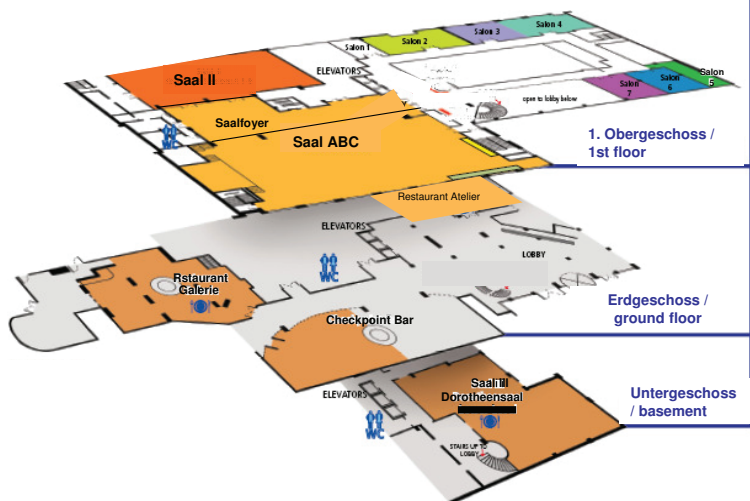 Salon 4
Salon 3
Salon 2
Salon 1
Saal II
ELEVATORS
Salon
5
Salon
6
Salon
7
open to lobby below
Saalfoyer
Saal ABC
WC
1. Obergeschoss /
1st floor
Restaurant Atelier
ELEVATORS
LOBBY
WC
Rstaurant
Galerie
Checkpoint Bar
Erdgeschoss /
ground floor
Saal III
Dorotheensaal
ELEVATORS
WC
STAIRS UP TO
LOBBY
Untergeschoss
/ basement